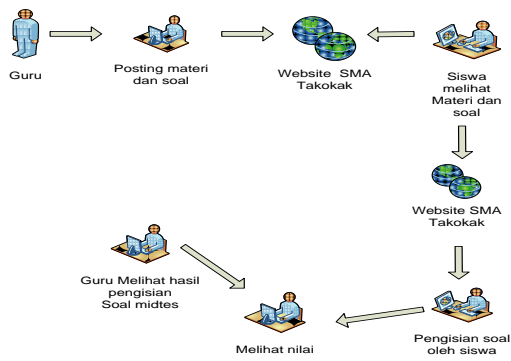 Guru
Posting materi
dan soal
Website  SMA
Takokak
Siswa
melihat
Materi dan
soal
Website SMA
Takokak
Guru Melihat hasil
pengisian
Soal midtes
Melihat nilai
Pengisian soal
oleh siswa